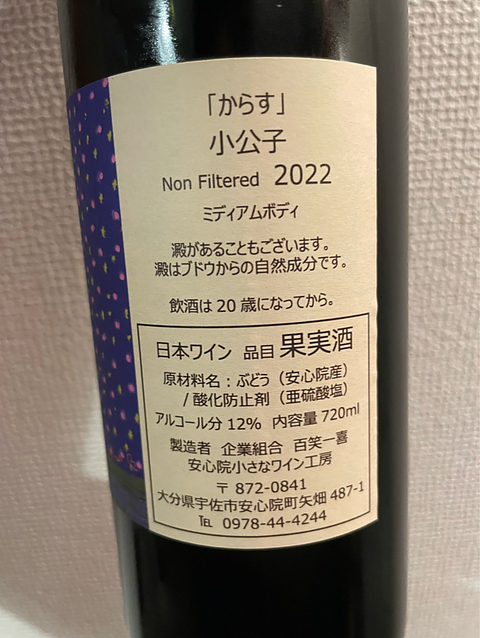 「からす」
小公子
Non Filtered 2022
ミディアムボディ
澱があることもございます。
澱はブドウからの自然成分です。
飲酒は20歳になってから。
日本ワイン 品目 果実酒
原材料名：ぶどう（安心院産）
/ 酸化防止剤（亜硫酸塩）
アルコール分 12% 内容量 720ml
製造者 企業組合 百笑一喜
安心院小さなワイン工房
〒 872-0841
大分県宇佐市安心院町矢畑 487-1
℡ 0978-44-4244